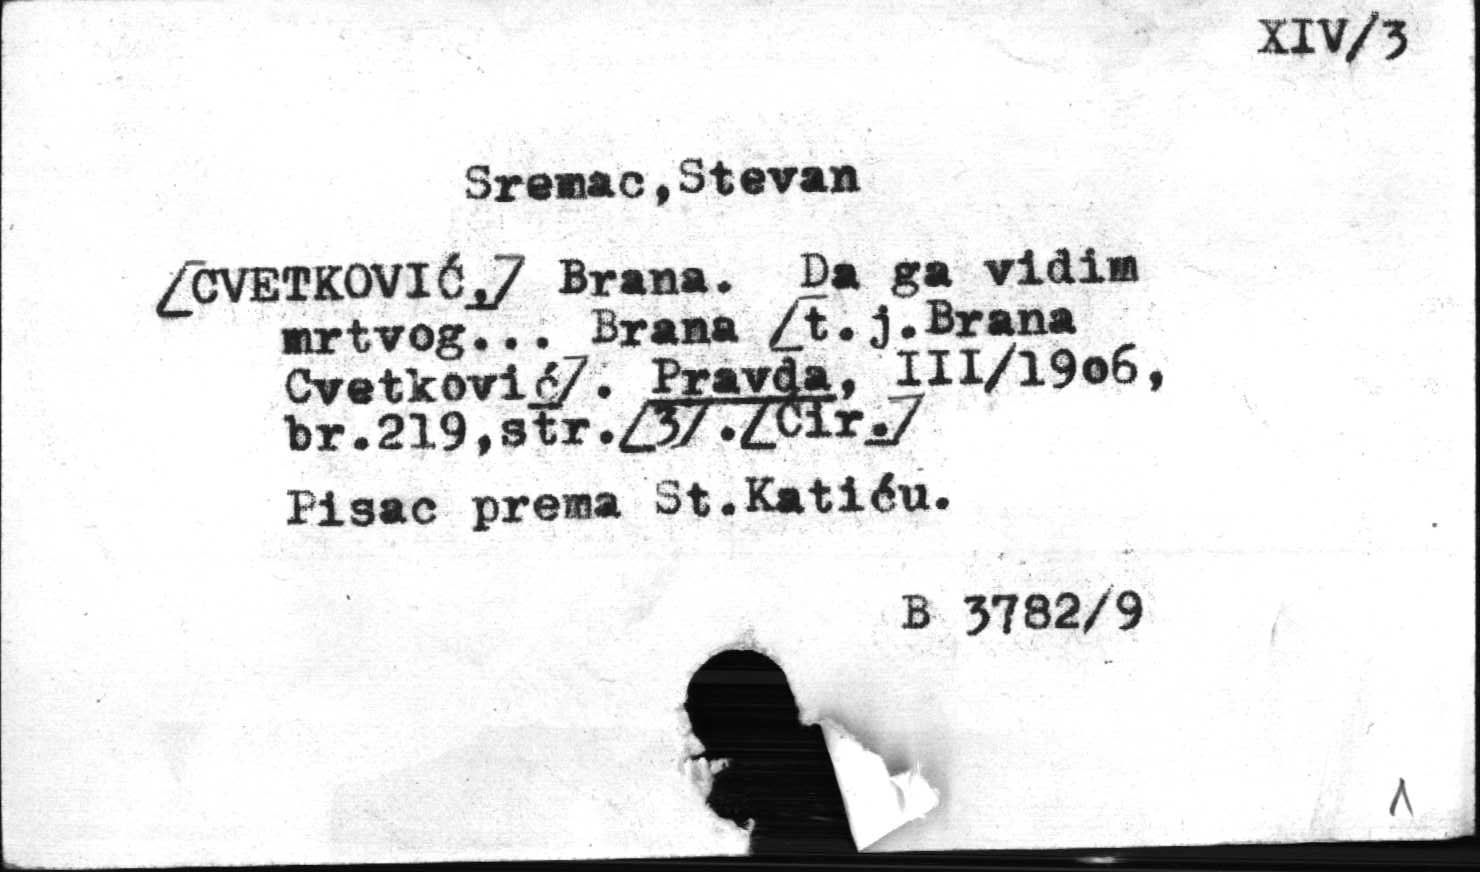 XIV/3
Sremac,Stevan
[CVETKOVIĆ,] Brana. Da ga vidim
mrtvog... Brana [t.j.Brana
Cvetković]. Pravda, III/19o6,
br.219,str.[3].[Ćir.]
Pisac prema St.Katiću.
B 3782/9